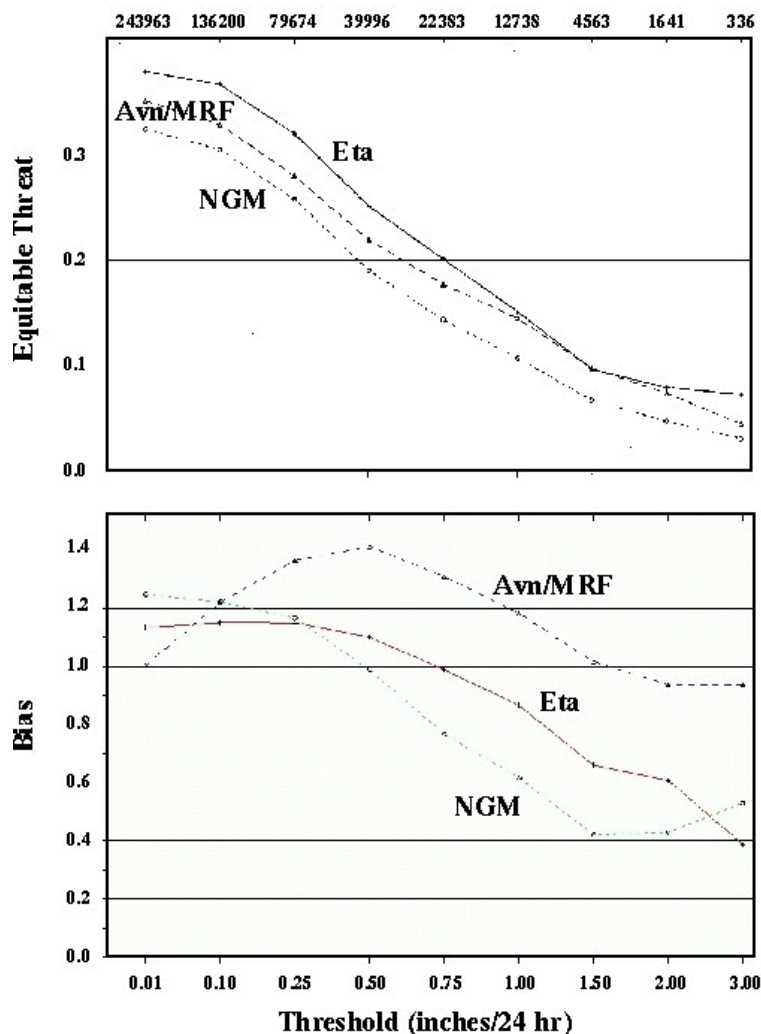 243963 136200 79674 39996 22383 12738 4563 1641 336
Avn/MRF
Eta
NGM
Equitable Threat
0.3
0.2
0.1
0.0
1.4
1.2
1.0
0.8
0.6
0.4
0.2
0.0
Bias
Avn/MRF
Eta
NGM
0.01 0.10 0.25 0.50 0.75 1.00 1.50 2.00 3.00
Threshold (inches/24 hr)